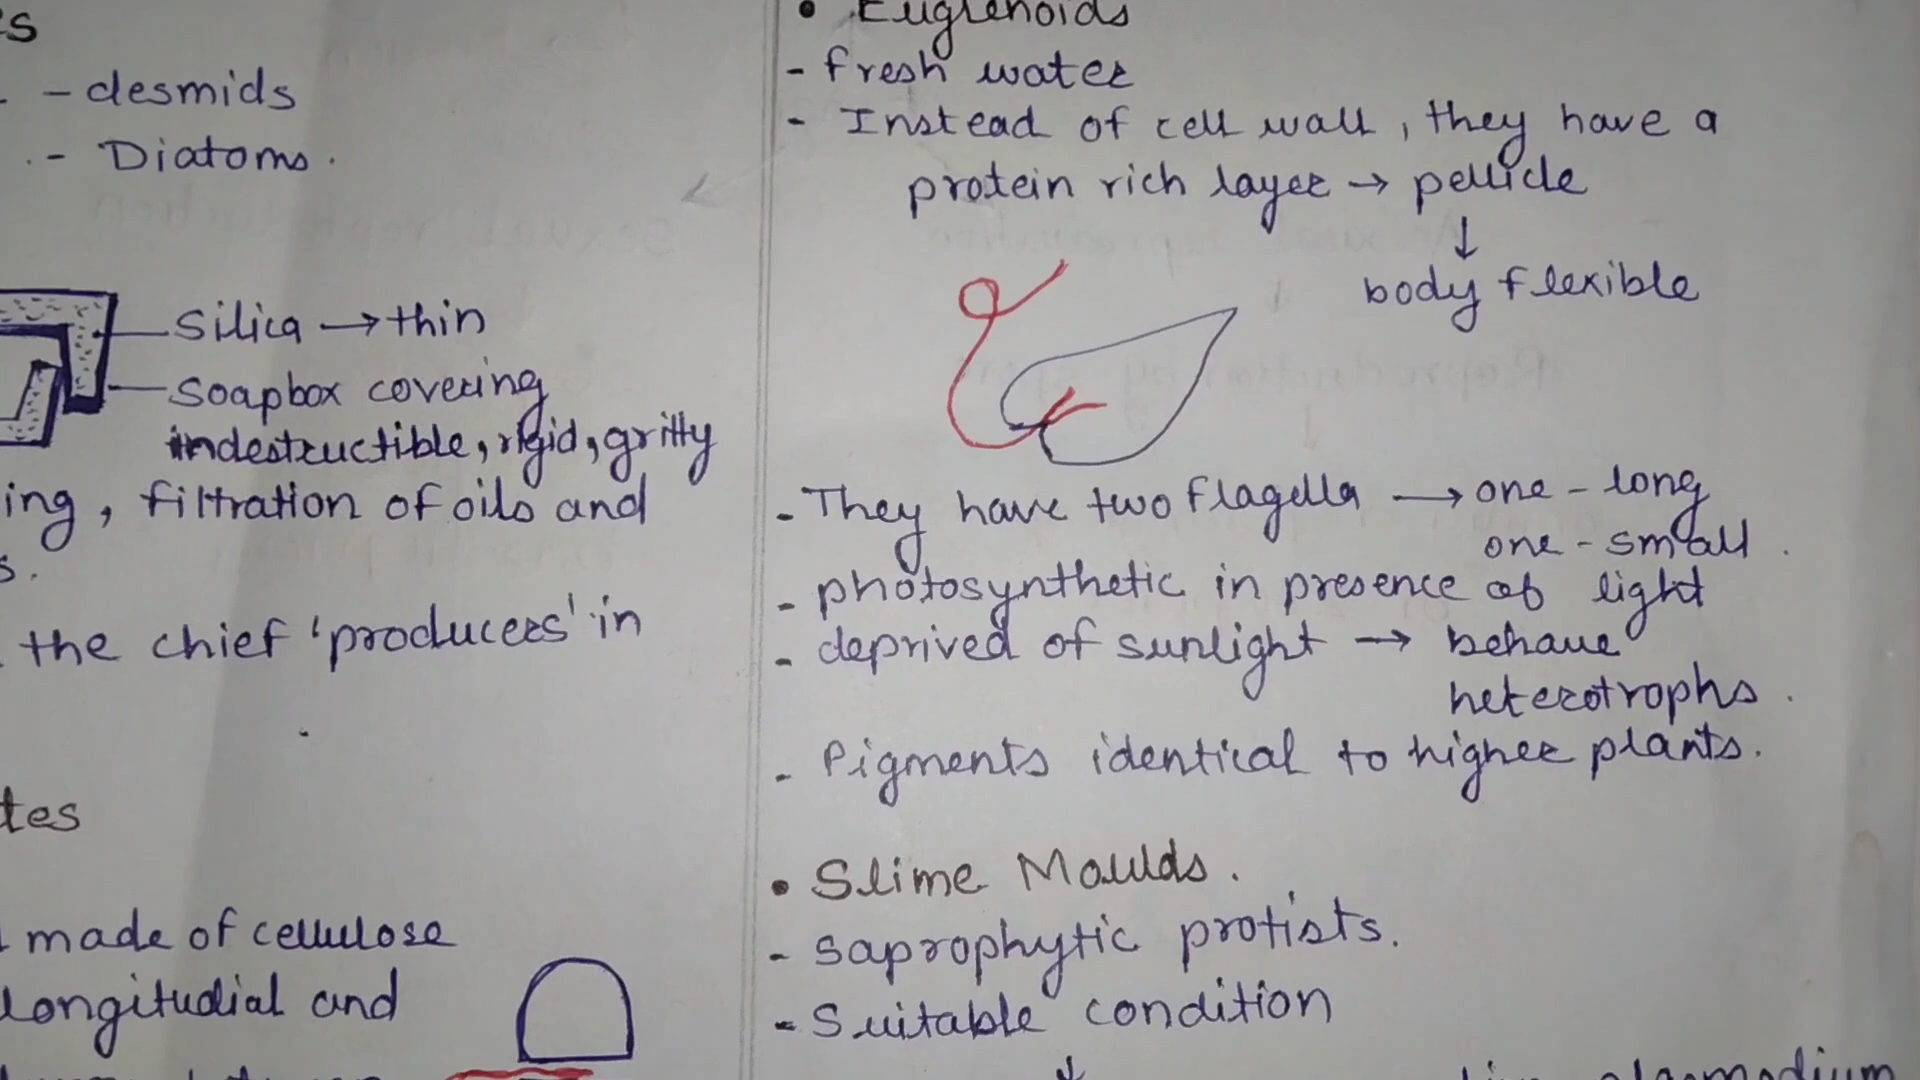 - desmids
- Diatoms.
Silica → thin
Soapbox covering
indestructible, rigid, gritty
ing, filtration of oils and
s.
the chief 'producers' in
tes
made of cellulose
longitudial and
• Euglenoids
- fresh water
- Instead of cell wall, they have a
protein rich layer → pellicle
↓
body flexible
- They have two flagella → one - long
one - small.
- photosynthetic in presence of light
- deprived of sunlight → behave
heterotrophs.
- Pigments identical to higher plants.
• Slime Moulds.
- saprophytic protists.
- Suitable condition
↓
plasmodium